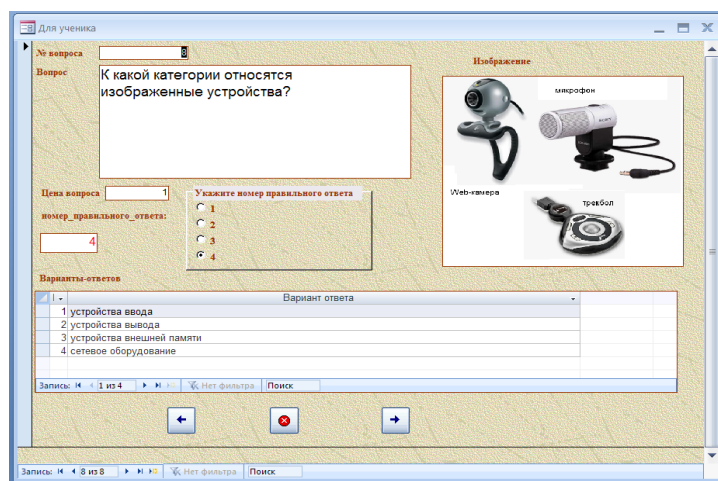 Для ученика
№ вопроса
8
Изображение
Вопрос
К какой категории относятся
изображенные устройства?
микрофон
Web-камера
трекбол
Цена вопроса
1
Укажите номер правильного ответа
1
2
3
4
номер_правильного_ответа:
4
Варианты-ответов
Вариант ответа
1 устройства ввода
2 устройства вывода
3 устройства внешней памяти
4 сетевое оборудование
Запись: 1 из 4 Нет фильтра Поиск
Запись: 8 из 8 Нет фильтра Поиск